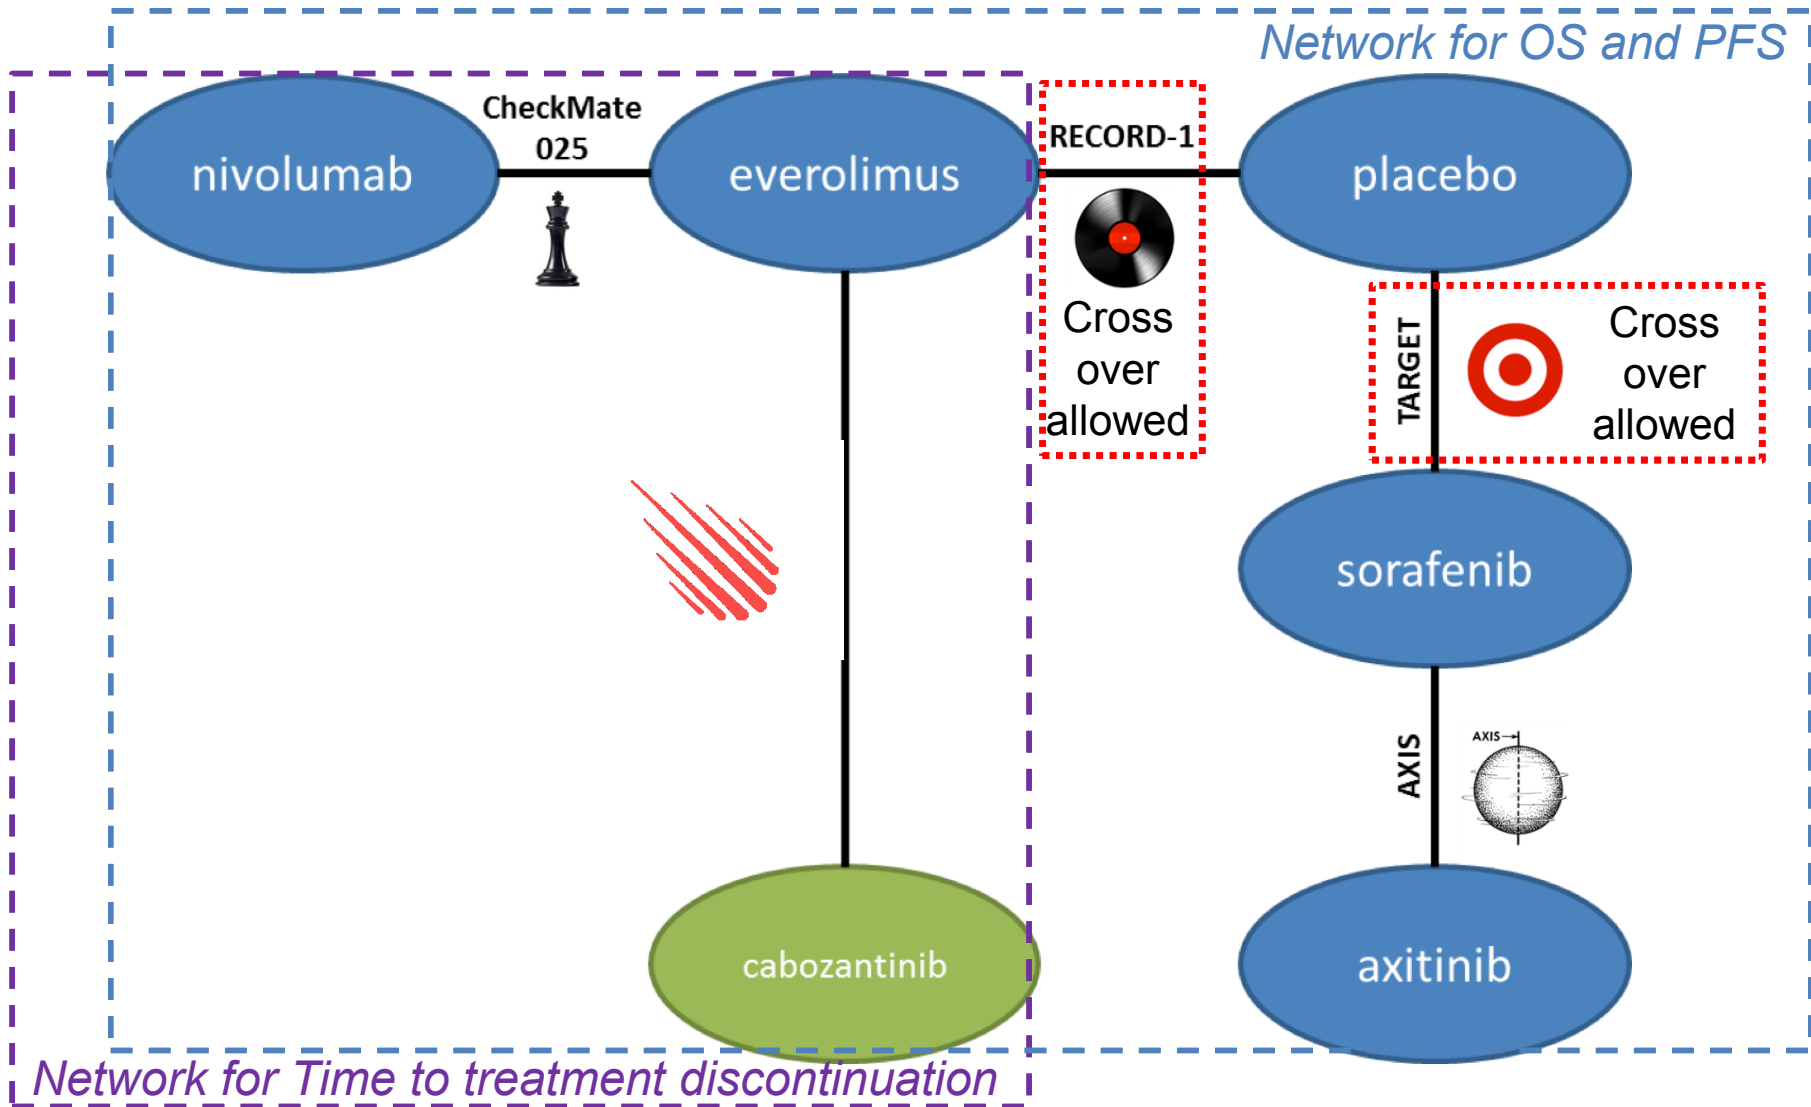 Network for OS and PFS
CheckMate
025
nivolumab
everolimus
RECORD-1
placebo
Cross
over
allowed
TARGET
Cross
over
allowed
sorafenib
AXIS
AXIS
cabozantinib
axitinib
Network for Time to treatment discontinuation